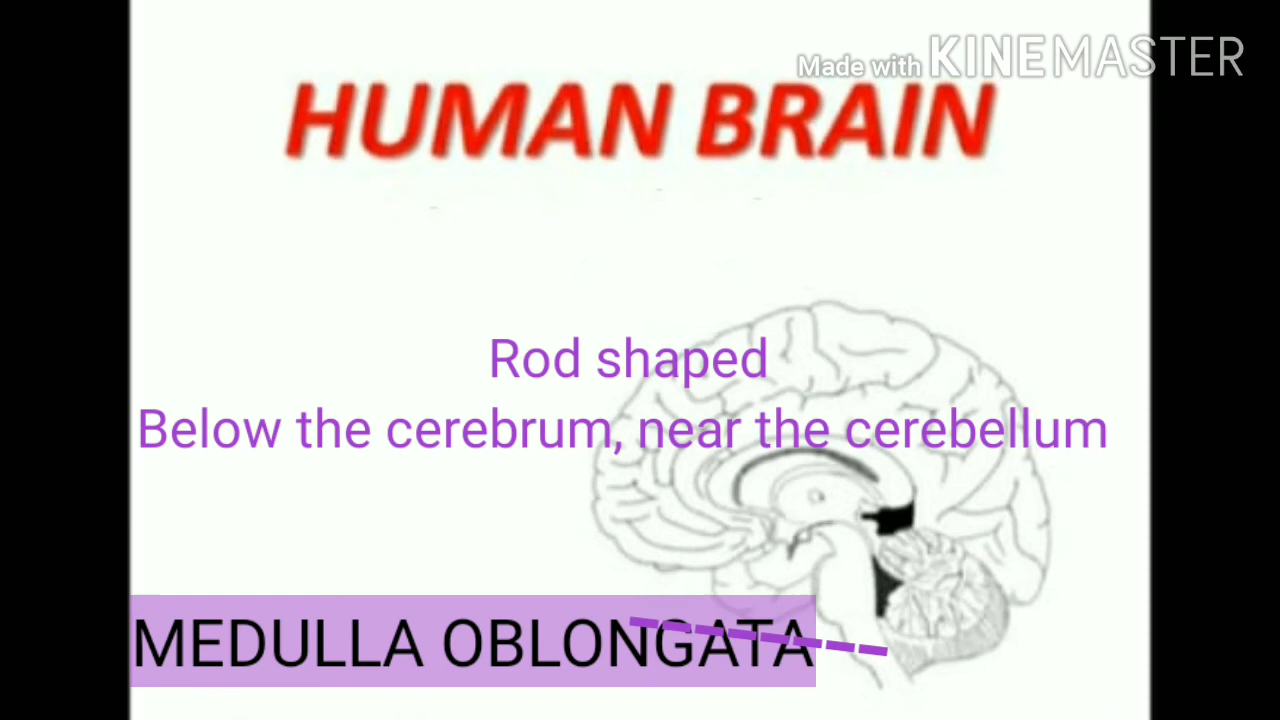 Made with KINEMASTER
HUMAN BRAIN
Rod shaped
Below the cerebrum, near the cerebellum
MEDULLA OBLONGATA